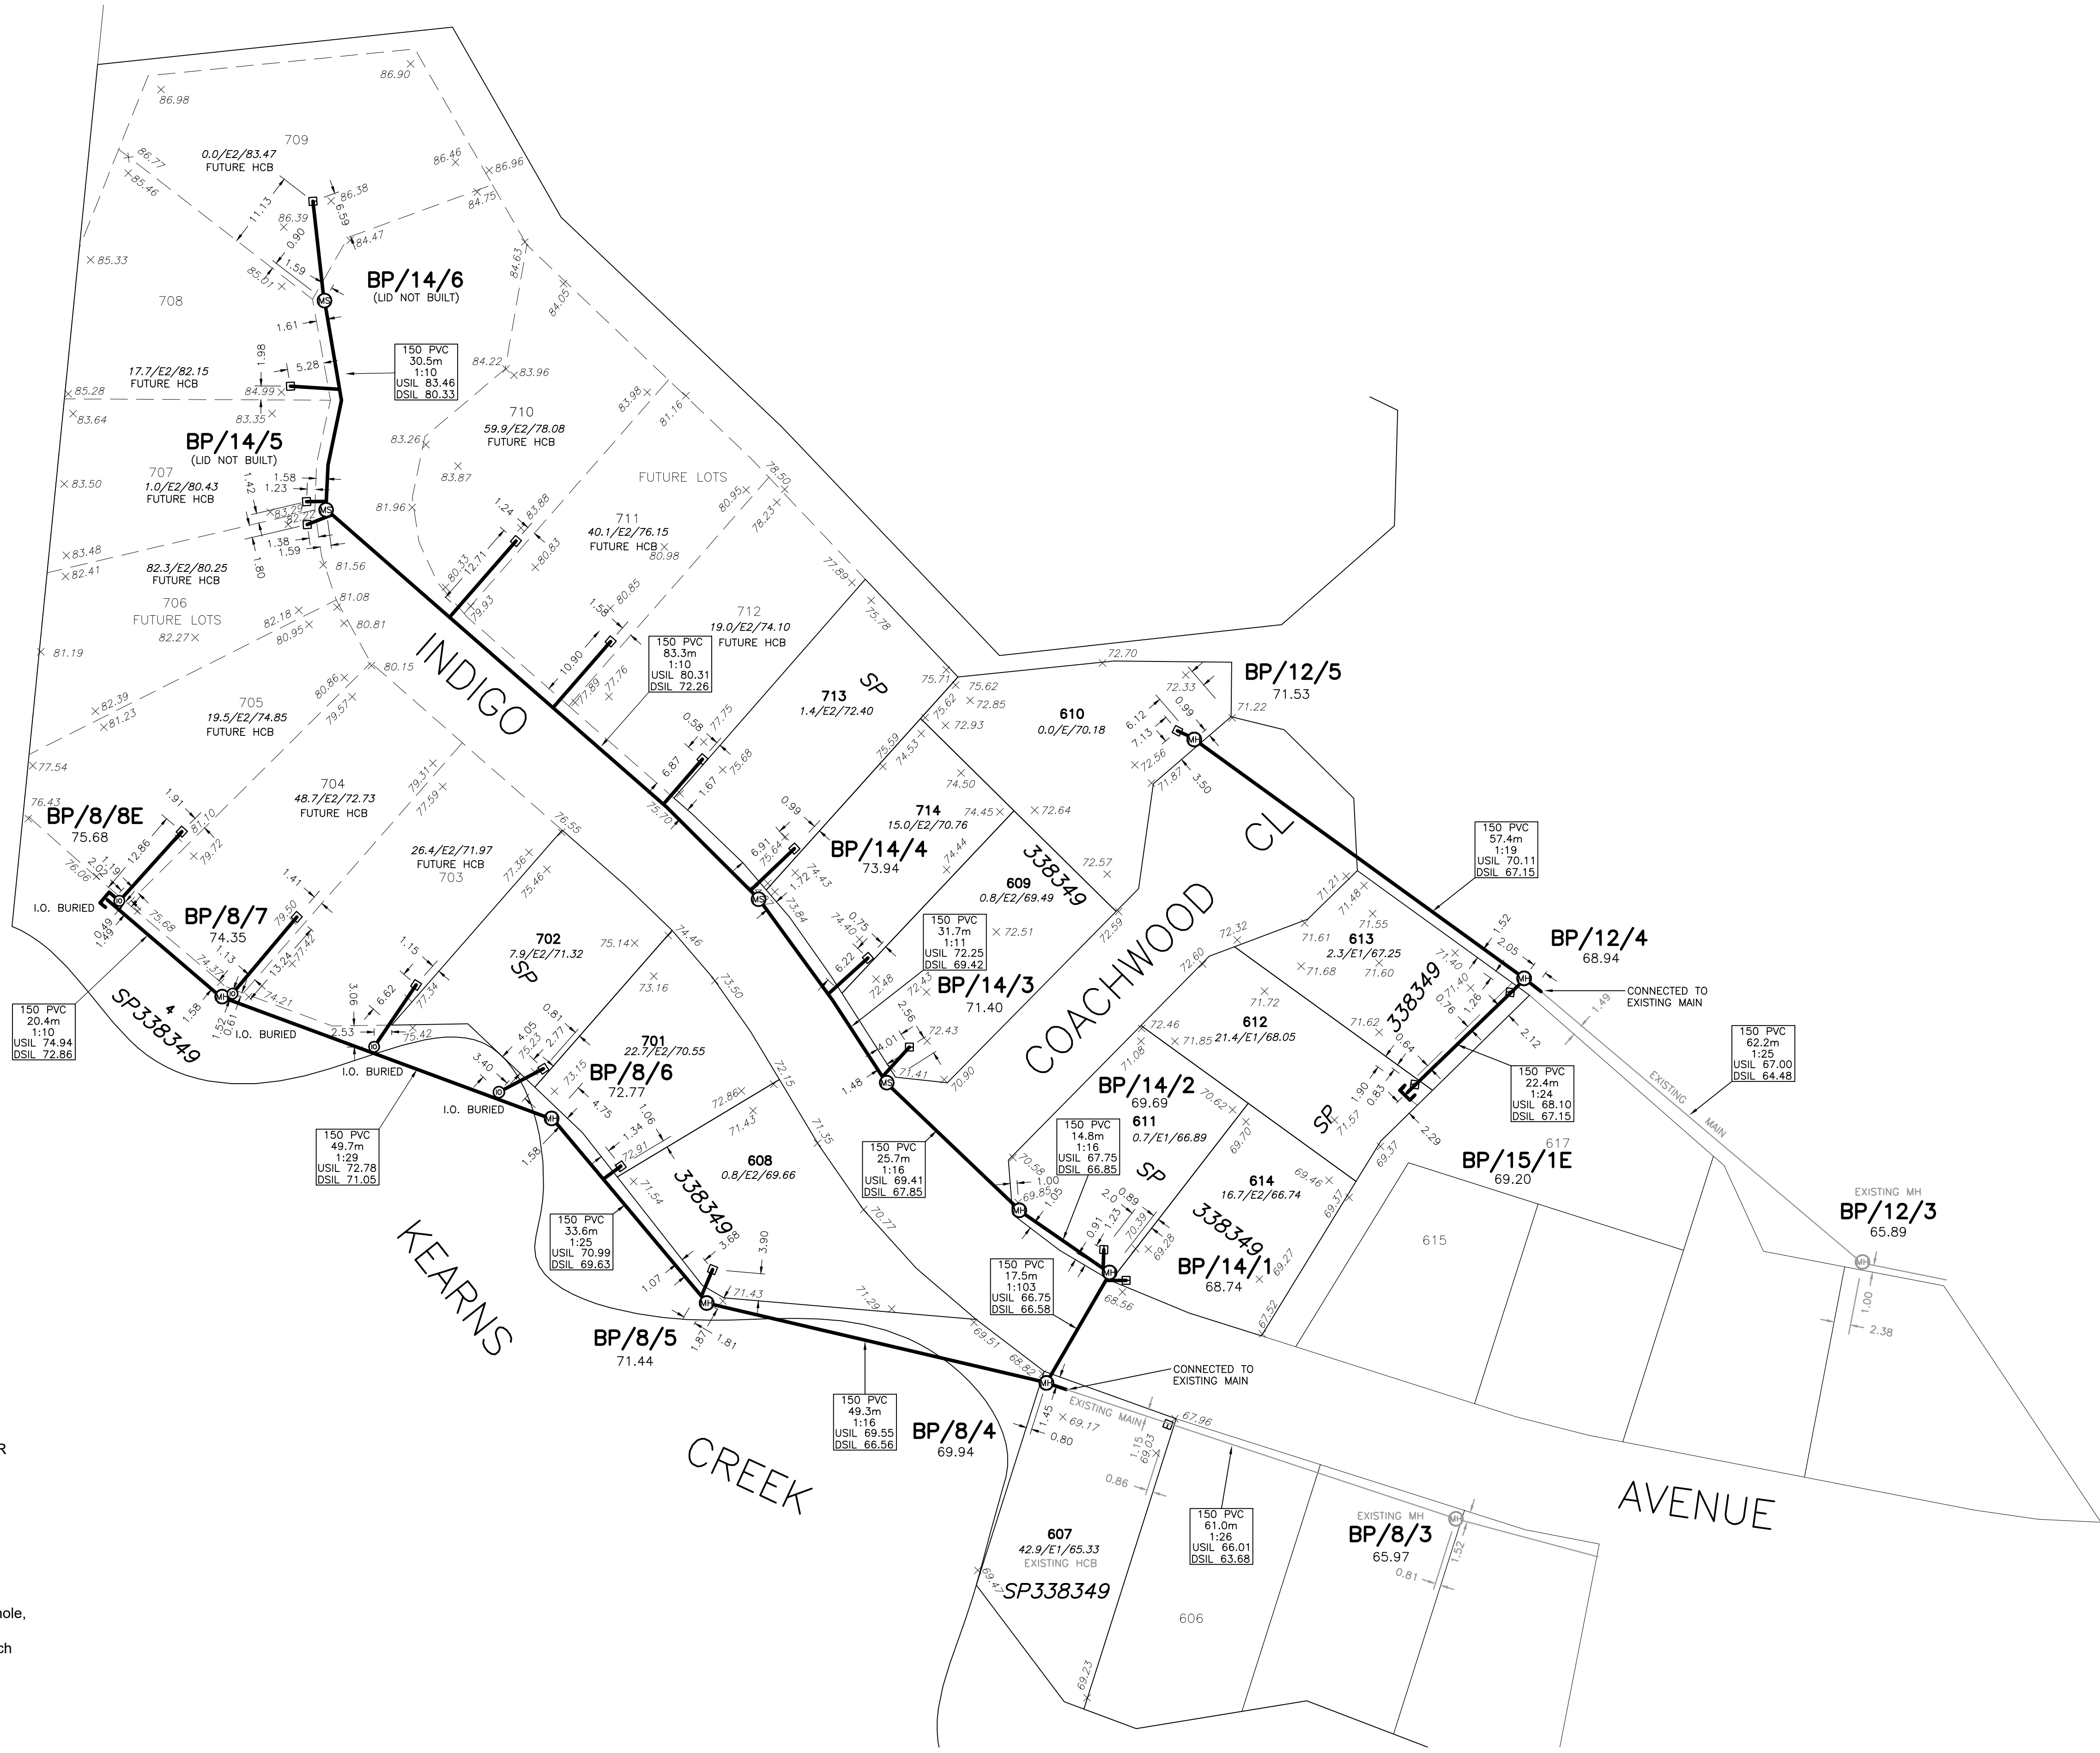 86.90
86.98
709
0.0/E2/83.47
FUTURE HCB
86.77
85.46
86.46
86.96
84.75
86.38
6.59
11.13
86.39
0.90
84.47
1.59
85.01
85.33
708
BP/14/6
(LID NOT BUILT)
84.63
84.05
1.61
1.98
5.28
17.7/E2/82.15
FUTURE HCB
84.99
85.28
83.64
83.35
150 PVC
30.5m
1:10
USIL 83.46
DSIL 80.33
84.22
83.96
710
59.9/E2/78.08
FUTURE HCB
83.98
81.16
83.26
83.87
BP/14/5
(LID NOT BUILT)
707
1.0/E2/80.43
FUTURE HCB
1.58
1.23
1.42
83.50
83.29
82.22
1.38
1.59
1.80
81.96
83.48
82.41
82.3/E2/80.25
FUTURE HCB
81.56
706
FUTURE LOTS
82.27
82.18
80.95
81.08
80.81
80.15
81.19
FUTURE LOTS
78.50
80.95
78.23
1.24
83.88
711
40.1/E2/76.15
FUTURE HCB
80.98
80.83
80.33
12.71
79.93
77.89
1.58
80.85
712
19.0/E2/74.10
FUTURE HCB
10.90
77.89
77.76
75.78
INDIGO
150 PVC
83.3m
1:10
USIL 80.31
DSIL 72.26
82.39
81.23
80.86
79.57
705
19.5/E2/74.85
FUTURE HCB
77.54
76.43
BP/8/8E
75.68
1.91
81.10
79.72
12.86
1.19
2.02
76.06
I.O. BURIED
0.49
1.49
75.68
704
48.7/E2/72.73
FUTURE HCB
79.31
77.59
BP/8/7
74.35
1.41
79.50
77.42
13.24
1.13
74.37
74.21
1.58
1.52
0.61
I.O. BURIED
4
SP338349
150 PVC
20.4m
1:10
USIL 74.94
DSIL 72.86
26.4/E2/71.97
FUTURE HCB
703
76.55
77.36
75.46
1.15
77.34
6.62
3.06
2.53
75.42
I.O. BURIED
702
7.9/E2/71.32
SP
75.14
74.46
73.16
73.50
0.81
2.77
4.05
75.23
3.40
I.O. BURIED
73.15
150 PVC
49.7m
1:29
USIL 72.78
DSIL 71.05
701
22.7/E2/70.55
BP/8/6
72.77
4.75
1.06
1.34
72.91
1.58
72.86
71.43
72.15
71.35
71.54
608
0.8/E2/69.66
338349
150 PVC
33.6m
1:25
USIL 70.99
DSIL 69.63
70.77
3.68
3.90
1.07
71.43
71.29
69.51
BP/8/5
71.44
1.87
1.81
KEARNS
CREEK
150 PVC
49.3m
1:16
USIL 69.55
DSIL 66.56
0.58
77.75
75.68
6.87
1.67
75.70
713
1.4/E2/72.40
SP
75.71
75.62
75.62
72.85
72.93
75.59
74.53
74.50
72.70
610
0.0/E/70.18
BP/12/5
71.53
72.33
0.99
6.12
7.13
72.56
71.87
3.50
71.22
0.99
6.91
75.64
74.43
1.72
73.84
BP/14/4
73.94
714
15.0/E2/70.76
74.45
72.64
74.44
338349
72.57
609
0.8/E2/69.49
72.51
72.59
150 PVC
31.7m
1:11
USIL 72.25
DSIL 69.42
0.75
74.40
6.22
72.48
72.43
BP/14/3
71.40
2.56
72.43
4.01
71.41
70.90
1.48
COACHWOOD
CL
150 PVC
57.4m
1:19
USIL 70.11
DSIL 67.15
71.21
71.48
71.55
613
2.3/E1/67.25
71.60
71.61
71.68
72.32
72.60
1.52
2.05
BP/12/4
68.94
71.40
71.40
0.76
1.26
CONNECTED TO
EXISTING MAIN
1.49
338349
2.12
71.72
612
21.4/E1/68.05
71.62
72.46
71.08
71.85
0.64
1.90
0.83
71.57
SP
2.29
150 PVC
22.4m
1:24
USIL 68.10
DSIL 67.15
EXISTING
MAIN
150 PVC
62.2m
1:25
USIL 67.00
DSIL 64.48
617
BP/15/1E
69.20
BP/14/2
69.69
611
0.7/E1/66.89
70.62
69.70
69.37
150 PVC
14.8m
1:16
USIL 67.75
DSIL 66.85
SP
150 PVC
25.7m
1:16
USIL 69.41
DSIL 67.85
70.58
1.00
69.85
1.05
614
16.7/E2/66.74
69.46
69.37
338349
0.89
2.0
1.23
0.91
70.39
69.28
BP/14/1
68.74
69.27
68.56
67.52
150 PVC
17.5m
1:103
USIL 66.75
DSIL 66.58
615
EXISTING MH
BP/12/3
65.89
1.00
2.38
CONNECTED TO
EXISTING MAIN
68.82
EXISTING MAIN
BP/8/4
69.94
1.45
0.80
69.17
67.96
1.15
69.03
0.86
AVENUE
150 PVC
61.0m
1:26
USIL 66.01
DSIL 63.68
EXISTING MH
BP/8/3
65.97
1.52
0.81
607
42.9/E1/65.33
EXISTING HCB
SP338349
69.47
606
69.23
R
ole,
ch